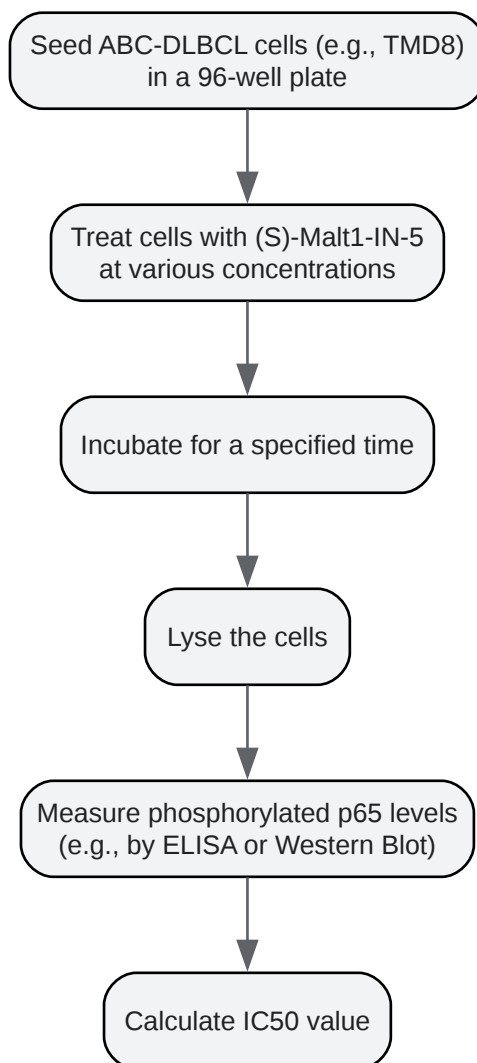 Seed ABC-DLBCL cells (e.g., TMD8)
in a 96-well plate
Treat cells with (S)-Malt1-IN-5
at various concentrations
Incubate for a specified time
Lyse the cells
Measure phosphorylated p65 levels
(e.g., by ELISA or Western Blot)
Calculate IC50 value